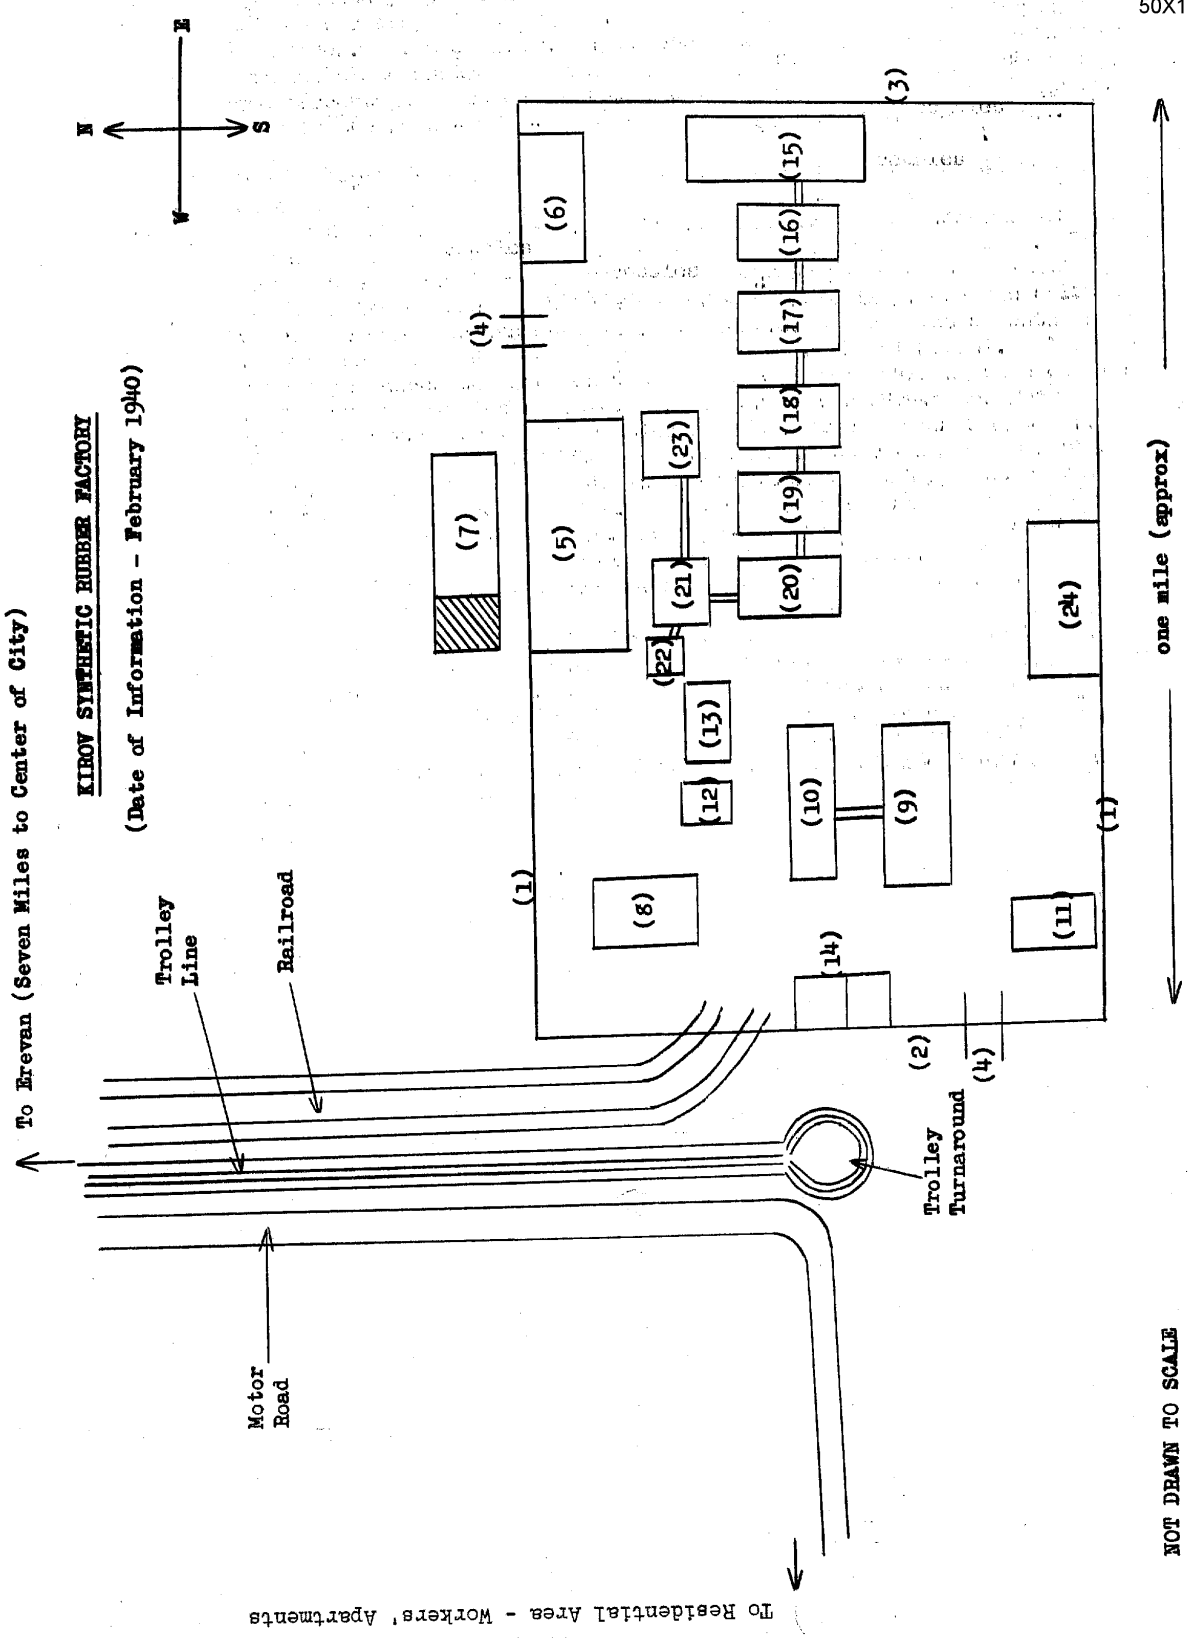 50X1
N
W E
S
To Erevan (Seven Miles to Center of City)
KIROV SYNTHETIC RUBBER FACTORY
(Date of Information - February 1940)
Trolley
Line
Railroad
Motor
Road
(7)
(4)
(1)
(5)
(6)
(8)
(12)
(13)
(22)
(21)
(23)
(14)
(10)
(9)
(20)
(19)
(18)
(17)
(16)
(15)
(3)
(2)
(4)
(11)
(24)
(1)
Trolley
Turnaround
To Residential Area - Workers' Apartments
one mile (approx)
NOT DRAWN TO SCALE